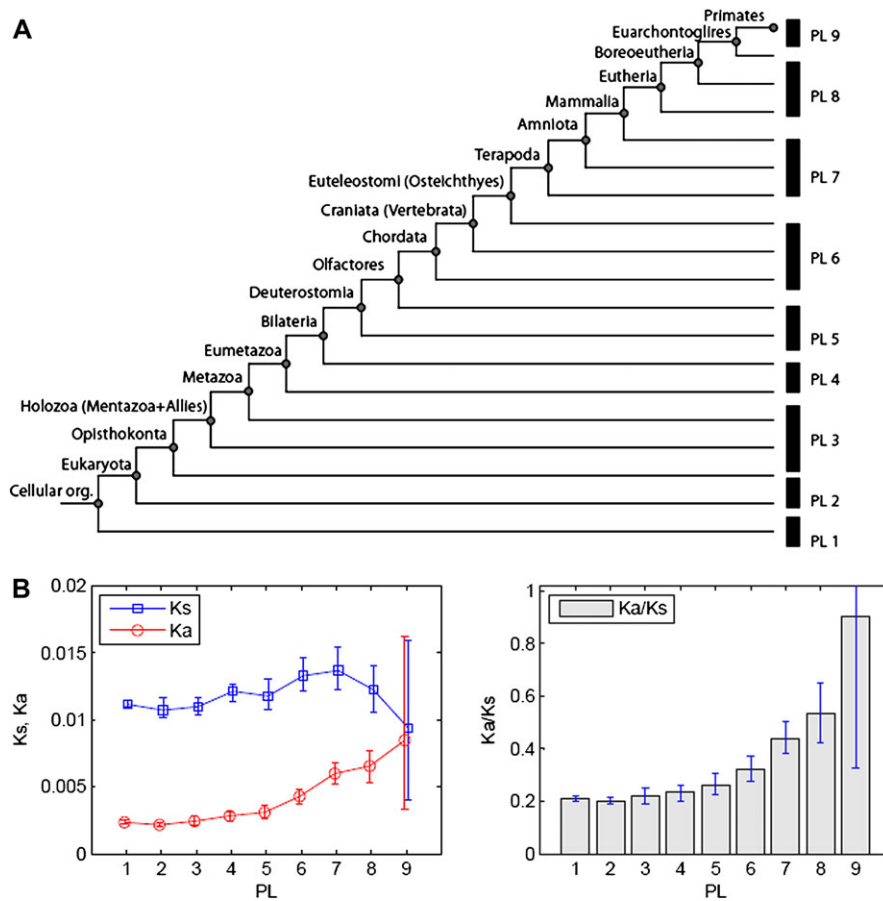 A
Primates
Euarchontoglires
PL 9
Boreoeutheria
Eutheria
PL 8
Mammalia
Amniota
Terapoda
PL 7
Euteleostomi (Osteichthyes)
Craniata (Vertebrata)
Chordata
PL 6
Olfactores
Deuterostomia
Bilateria
PL 5
Eumetazoa
PL 4
Metazoa
Holozoa (Mentazoa+Allies)
Opisthokonta
PL 3
Eukaryota
Cellular org.
PL 2
PL 1
B
0.02
0.015
0.01
0.005
0
Ks, Ka
Ks
Ka
1 2 3 4 5 6 7 8 9
PL
1
0.8
0.6
0.4
0.2
0
Ka/Ks
Ka/Ks
1 2 3 4 5 6 7 8 9
PL